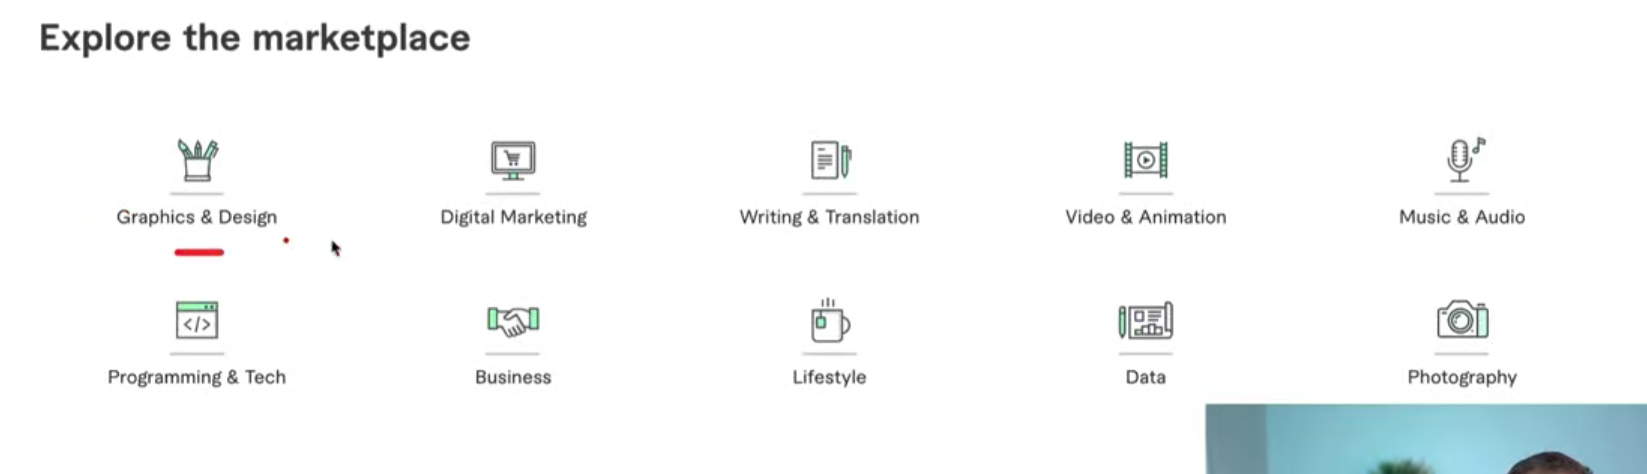 Explore the marketplace
Graphics & Design
Digital Marketing
Writing & Translation
Video & Animation
Music & Audio
</>
Programming & Tech
Business
Lifestyle
Data
Photography